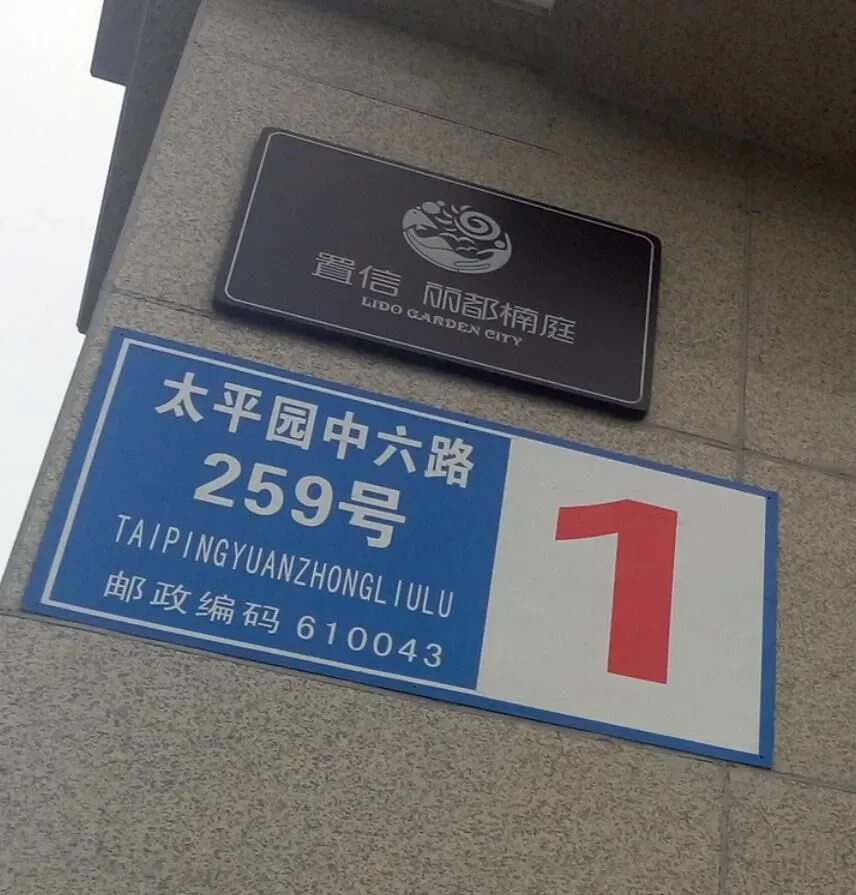 置信 丽都楠庭
LIDO GARDEN CITY
太平园中六路
259号
TAIPINGYUANZHONGLIULU
邮政编码 610043
1